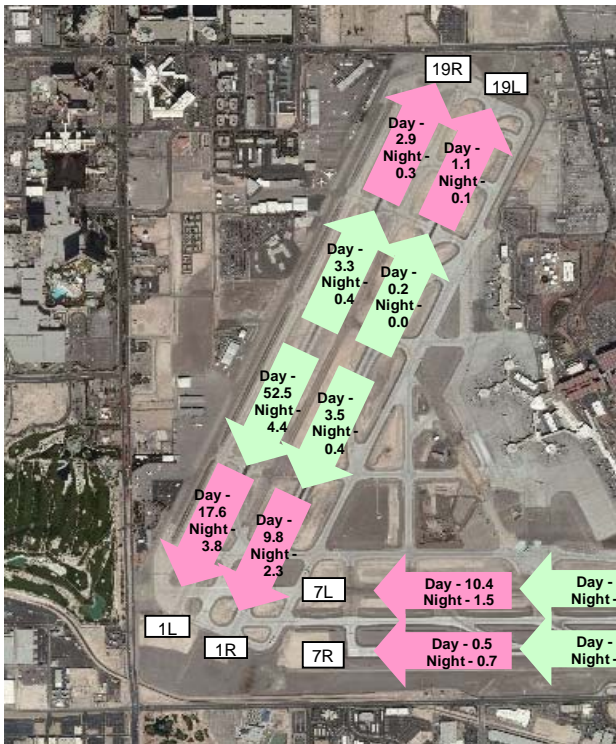 19R
19L
Day -
2.9
Night -
0.3
Day -
1.1
Night -
0.1
Day -
3.3
Night -
0.4
Day -
0.2
Night -
0.0
Day -
52.5
Night -
4.4
Day -
3.5
Night -
0.4
Day -
17.6
Night -
3.8
Day -
9.8
Night -
2.3
7L
Day - 10.4
Night - 1.5
Day -
Night -
1L
1R
7R
Day - 0.5
Night - 0.7
Day -
Night -